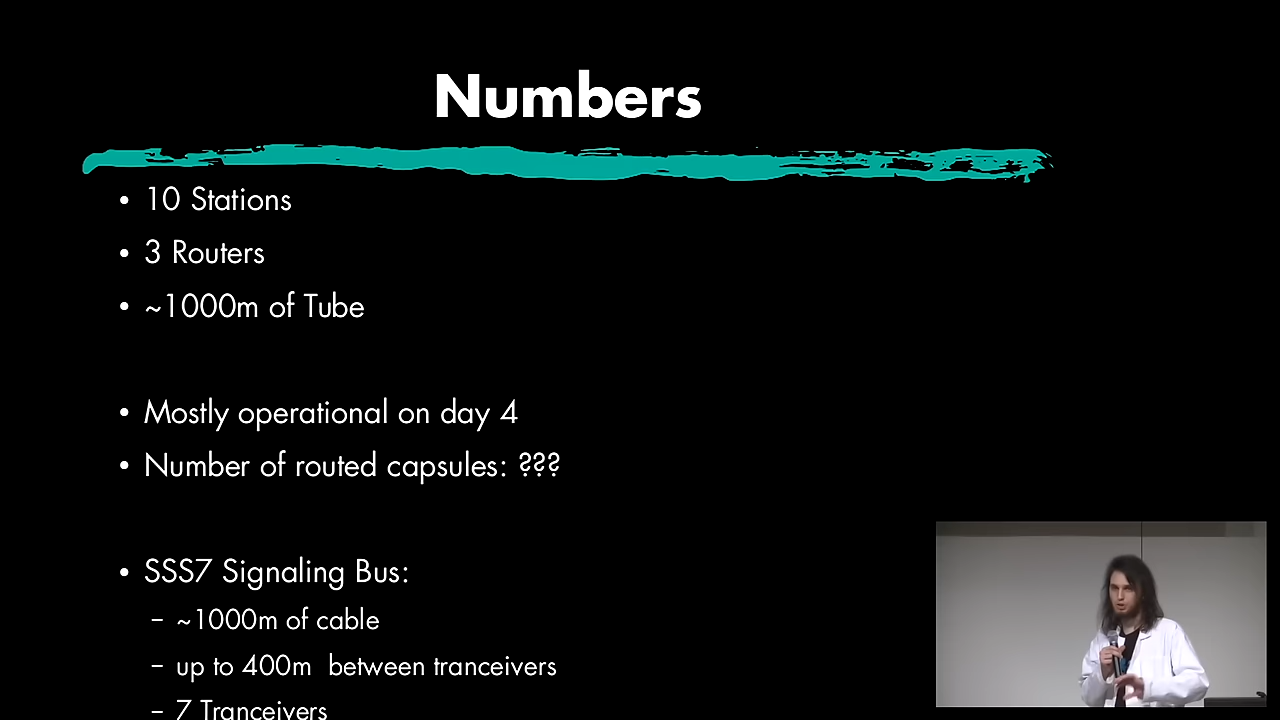 Numbers
• 10 Stations
• 3 Routers
• ~1000m of Tube
• Mostly operational on day 4
• Number of routed capsules: ???
• SSS7 Signaling Bus:
– ~1000m of cable
– up to 400m between tranceivers
– 7 Tranceivers